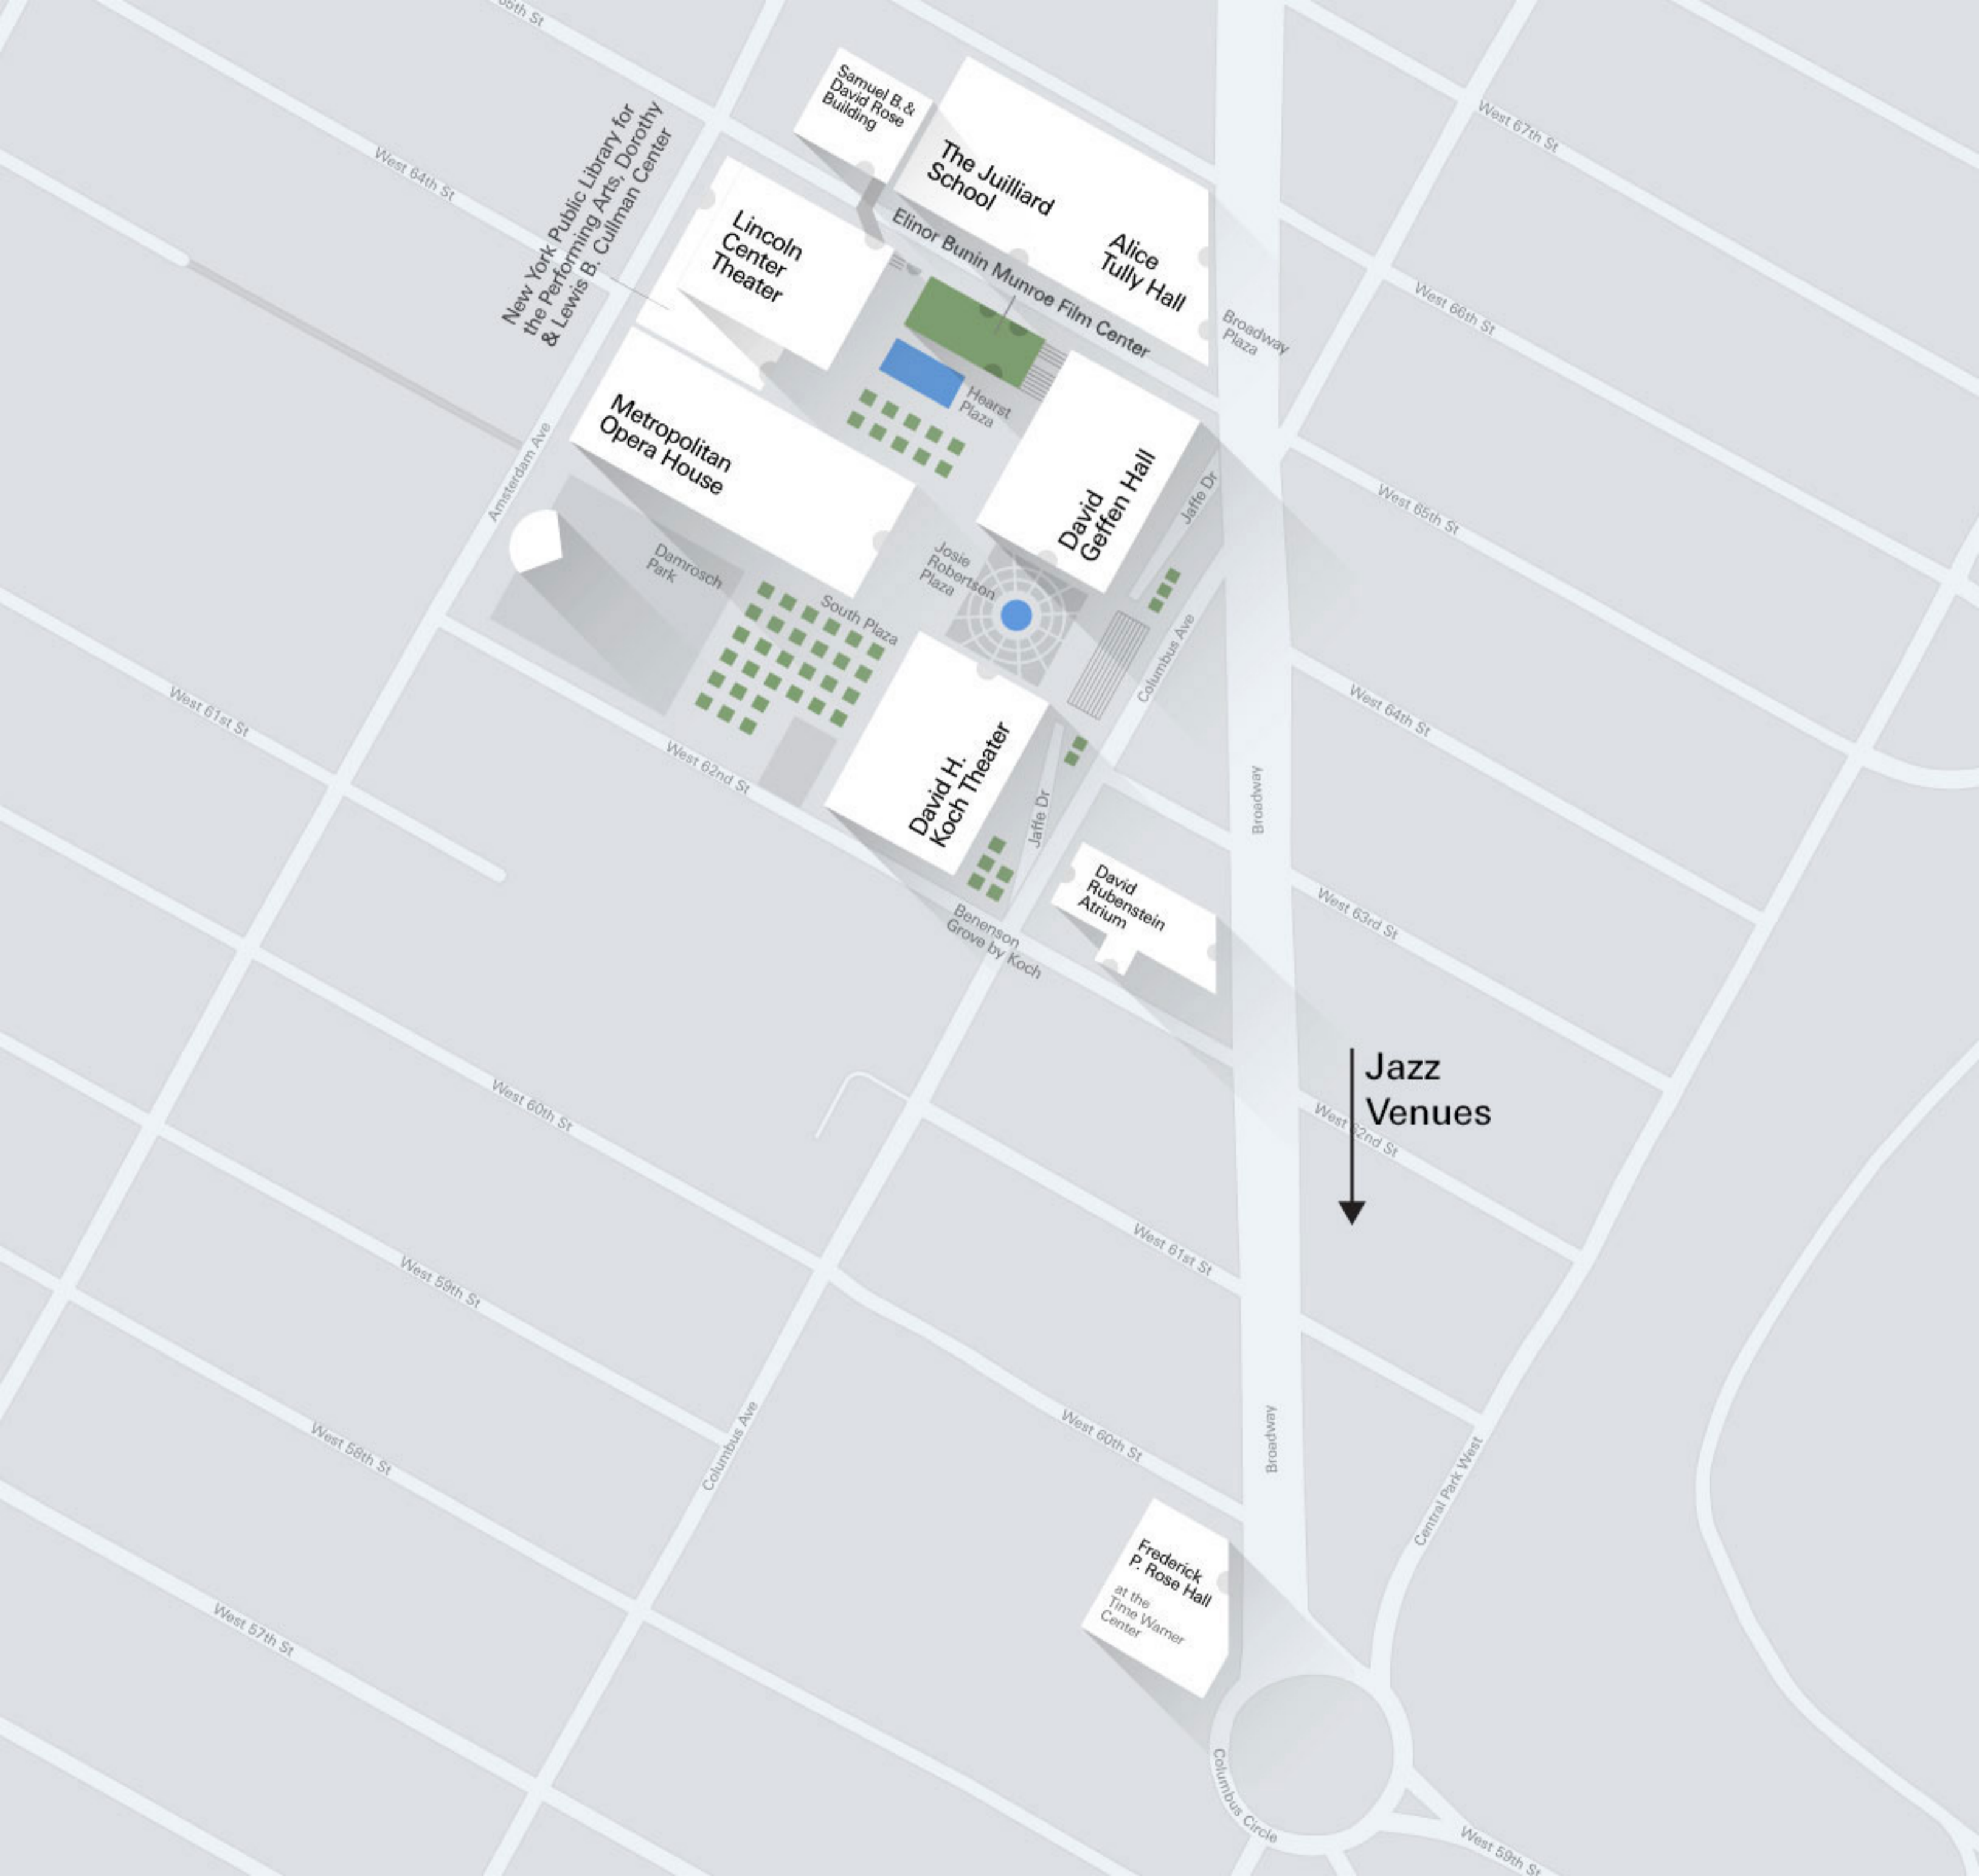 65th St
West 67th St
Samuel B.&
David Rose
Building
New York Public Library for
the Performing Arts, Dorothy
& Lewis B. Cullman Center
West 64th St
The Juilliard
School
Lincoln
Center
Theater
Elinor Bunin Munroe Film Center
Alice
Tully Hall
Broadway
Plaza
West 66th St
Hearst
Plaza
Metropolitan
Opera House
Amsterdam Ave
David
Geffen Hall
Jaffe Dr
West 65th St
Damrosch
Park
Josie
Robertson
Plaza
South Plaza
Columbus Ave
West 61st St
West 62nd St
West 64th St
David H.
Koch Theater
Jaffe Dr
Broadway
David
Rubenstein
Atrium
West 63rd St
Benenson
Grove by Koch
Jazz
Venues
West 62nd St
West 60th St
West 61st St
West 59th St
West 58th St
Columbus Ave
West 60th St
Broadway
Central Park West
Frederick
P. Rose Hall
at the
Time Warner
Center
West 57th St
Columbus Circle
West 59th St